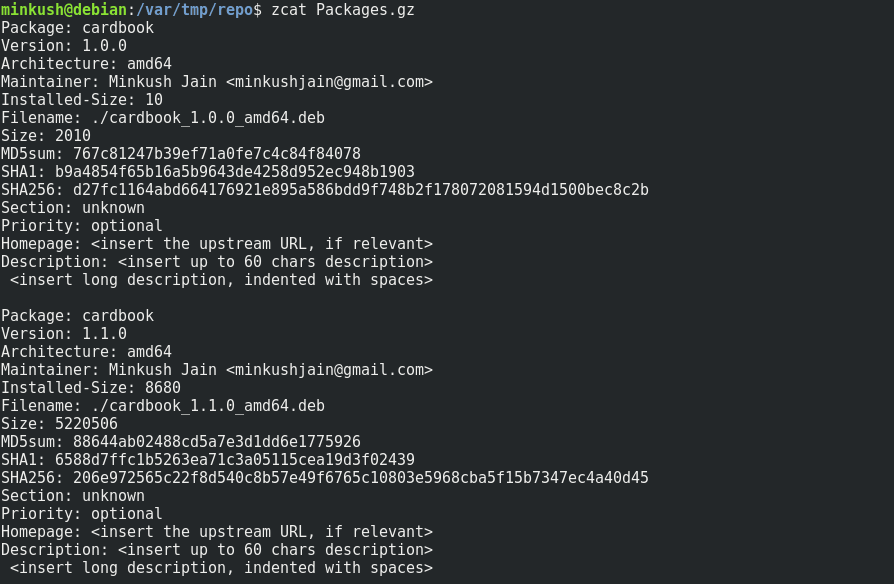 minkush@debian:/var/tmp/repo$ zcat Packages.gz
Package: cardbook
Version: 1.0.0
Architecture: amd64
Maintainer: Minkush Jain <minkushjain@gmail.com>
Installed-Size: 10
Filename: ./cardbook_1.0.0_amd64.deb
Size: 2010
MD5sum: 767c81247b39ef71a0fe7c4c84f84078
SHA1: b9a4854f65b16a5b9643de4258d952ec948b1903
SHA256: d27fc1164abd664176921e895a586bdd9f748b2f178072081594d1500bec8c2b
Section: unknown
Priority: optional
Homepage: <insert the upstream URL, if relevant>
Description: <insert up to 60 chars description>
 <insert long description, indented with spaces>

Package: cardbook
Version: 1.1.0
Architecture: amd64
Maintainer: Minkush Jain <minkushjain@gmail.com>
Installed-Size: 8680
Filename: ./cardbook_1.1.0_amd64.deb
Size: 5220506
MD5sum: 88644ab02488cd5a7e3d1dd6e1775926
SHA1: 6588d7ffc1b5263ea71c3a05115cea19d3f02439
SHA256: 206e972565c22f8d540c8b57e49f6765c10803e5968cba5f15b7347ec4a40d45
Section: unknown
Priority: optional
Homepage: <insert the upstream URL, if relevant>
Description: <insert up to 60 chars description>
 <insert long description, indented with spaces>